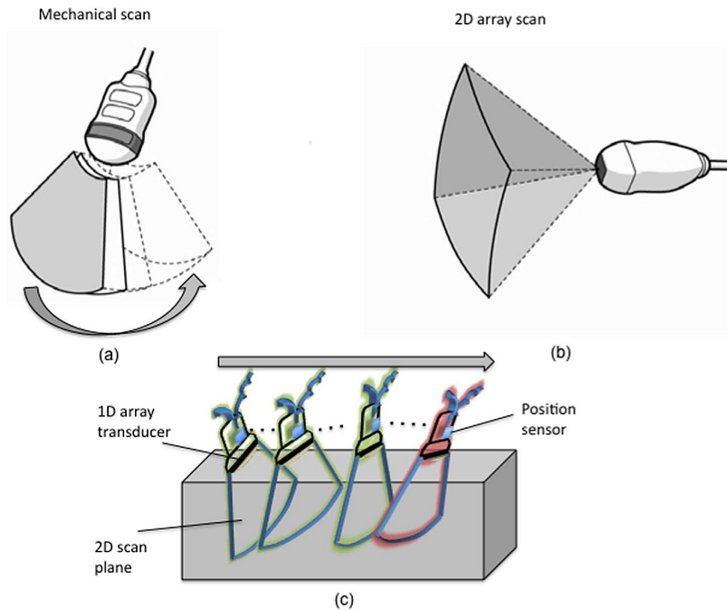 Mechanical scan
2D array scan
(a)
(b)
1D array
transducer
Position
sensor
2D scan
plane
(c)